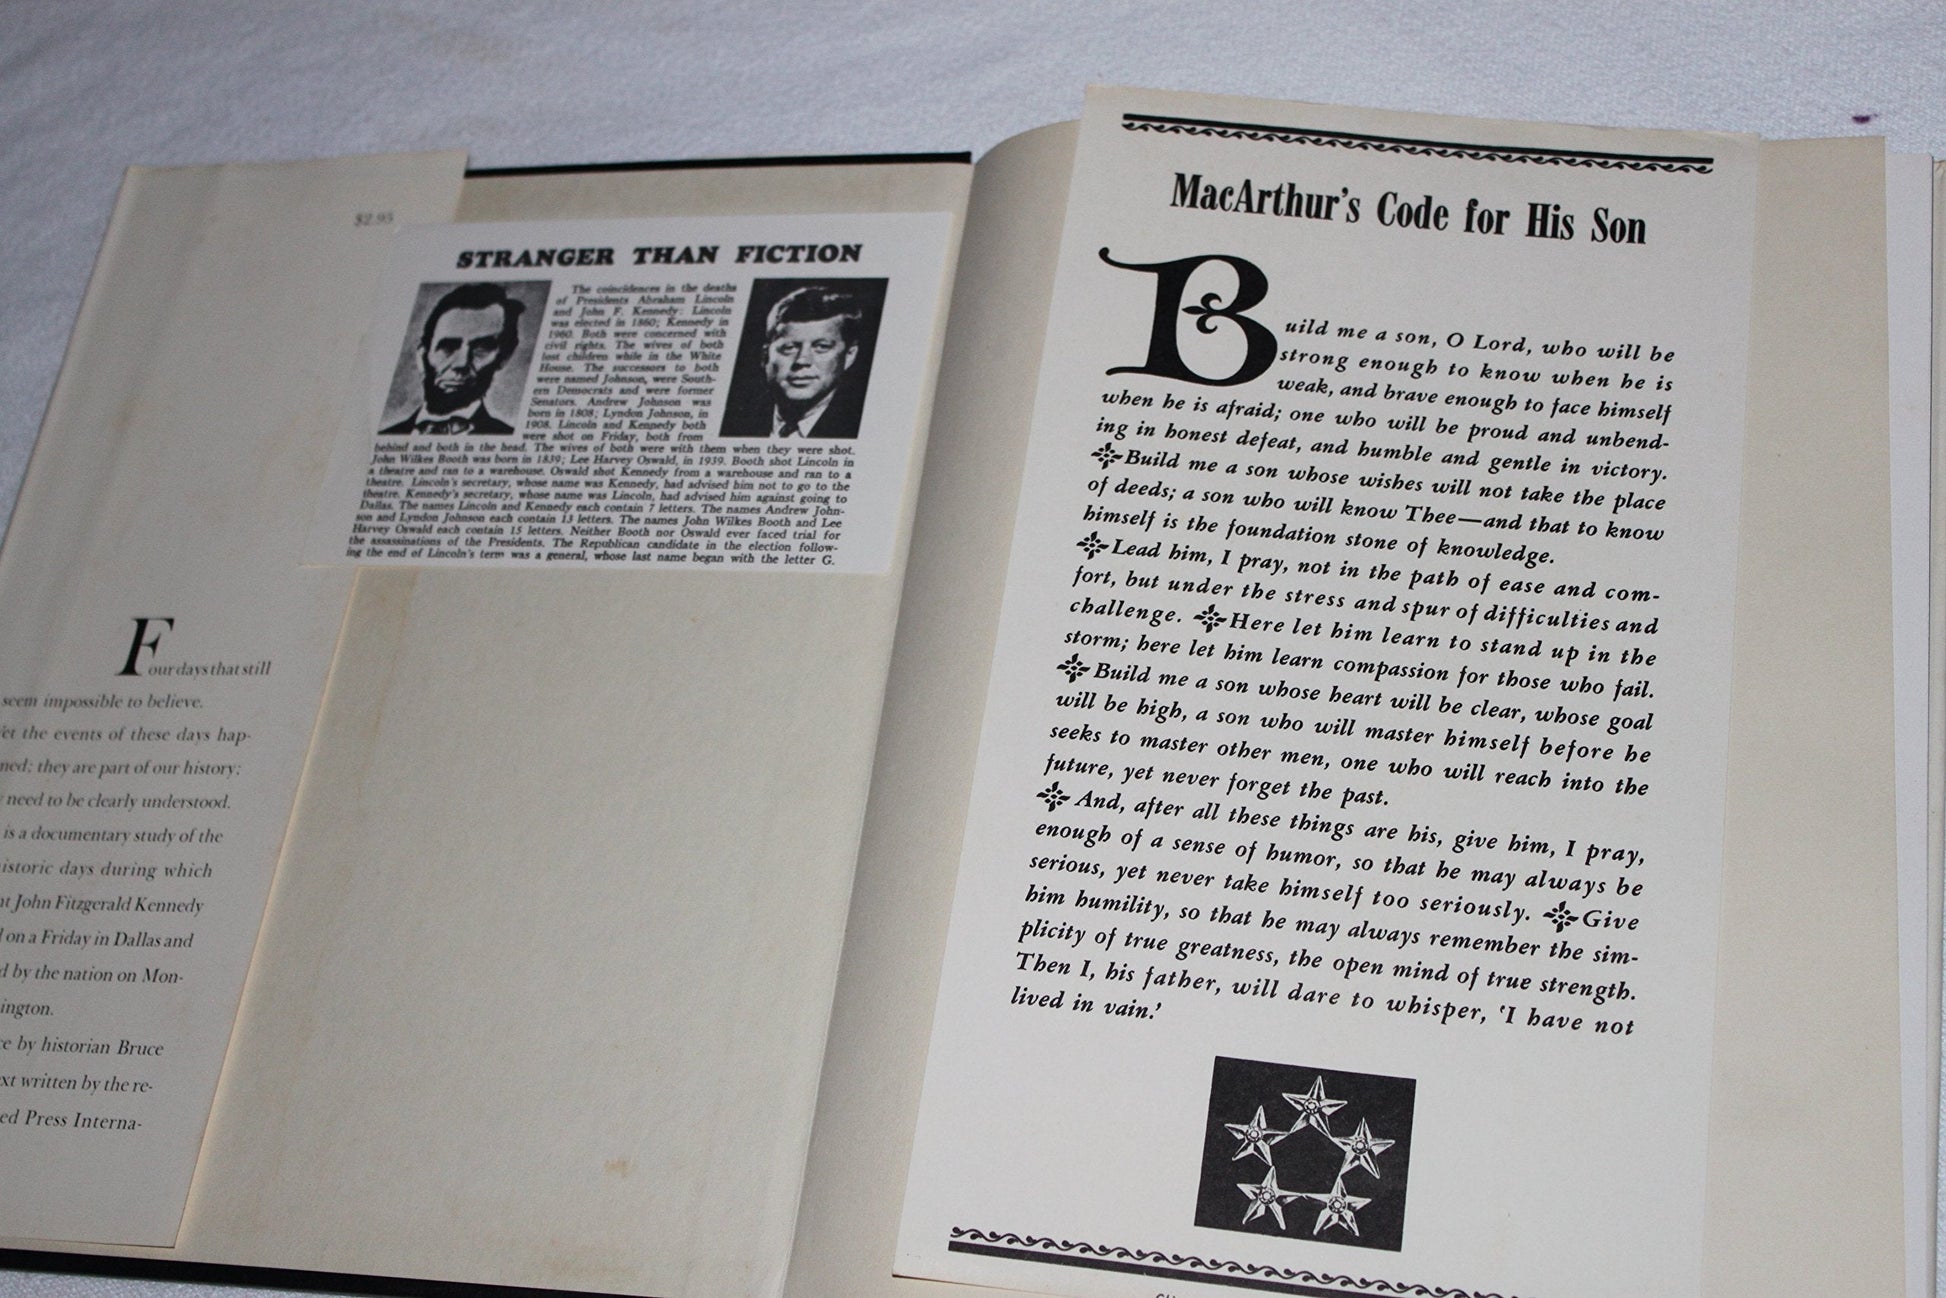 $2.95
STRANGER THAN FICTION
The coincidences in the deaths
of Presidents Abraham Lincoln
and John F. Kennedy: Lincoln
was elected in 1860; Kennedy in
1960. Both were concerned with
civil rights. The wives of both
lost children while in the White
House. The successors to both
were named Johnson, were South-
ern Democrats and were former
Senators. Andrew Johnson was
born in 1808; Lyndon Johnson, in
1908. Lincoln and Kennedy both
were shot on Friday, both from
behind and both in the head. The wives of both were with them when they were shot.
John Wilkes Booth was born in 1839; Lee Harvey Oswald, in 1939. Booth shot Lincoln in
a theatre and ran to a warehouse. Oswald shot Kennedy from a warehouse and ran to a
theatre. Lincoln's secretary, whose name was Kennedy, had advised him not to go to the
theatre. Kennedy's secretary, whose name was Lincoln, had advised him against going to
Dallas. The names Lincoln and Kennedy each contain 7 letters. The names Andrew John-
son and Lyndon Johnson each contain 13 letters. The names John Wilkes Booth and Lee
Harvey Oswald each contain 15 letters. Neither Booth nor Oswald ever faced trial for
the assassinations of the Presidents. The Republican candidate in the election follow-
ing the end of Lincoln's term was a general, whose last name began with the letter G.
Four days that still
seem impossible to believe.
the events of these days hap-
ned; they are part of our history;
need to be clearly understood.
is a documentary study of the
istoric days during which
John Fitzgerald Kennedy
on a Friday in Dallas and
by the nation on Mon-
ington.
by historian Bruce
xt written by the re-
ed Press Interna-
MacArthur's Code for His Son
Build me a son, O Lord, who will be
strong enough to know when he is
weak, and brave enough to face himself
when he is afraid; one who will be proud and unbend-
ing in honest defeat, and humble and gentle in victory.
Build me a son whose wishes will not take the place
of deeds; a son who will know Thee—and that to know
himself is the foundation stone of knowledge.
Lead him, I pray, not in the path of ease and com-
fort, but under the stress and spur of difficulties and
challenge. Here let him learn to stand up in the
storm; here let him learn compassion for those who fail.
Build me a son whose heart will be clear, whose goal
will be high, a son who will master himself before he
seeks to master other men, one who will reach into the
future, yet never forget the past.
And, after all these things are his, give him, I pray,
enough of a sense of humor, so that he may always be
serious, yet never take himself too seriously. Give
him humility, so that he may always remember the sim-
plicity of true greatness, the open mind of true strength.
Then I, his father, will dare to whisper, 'I have not
lived in vain.'